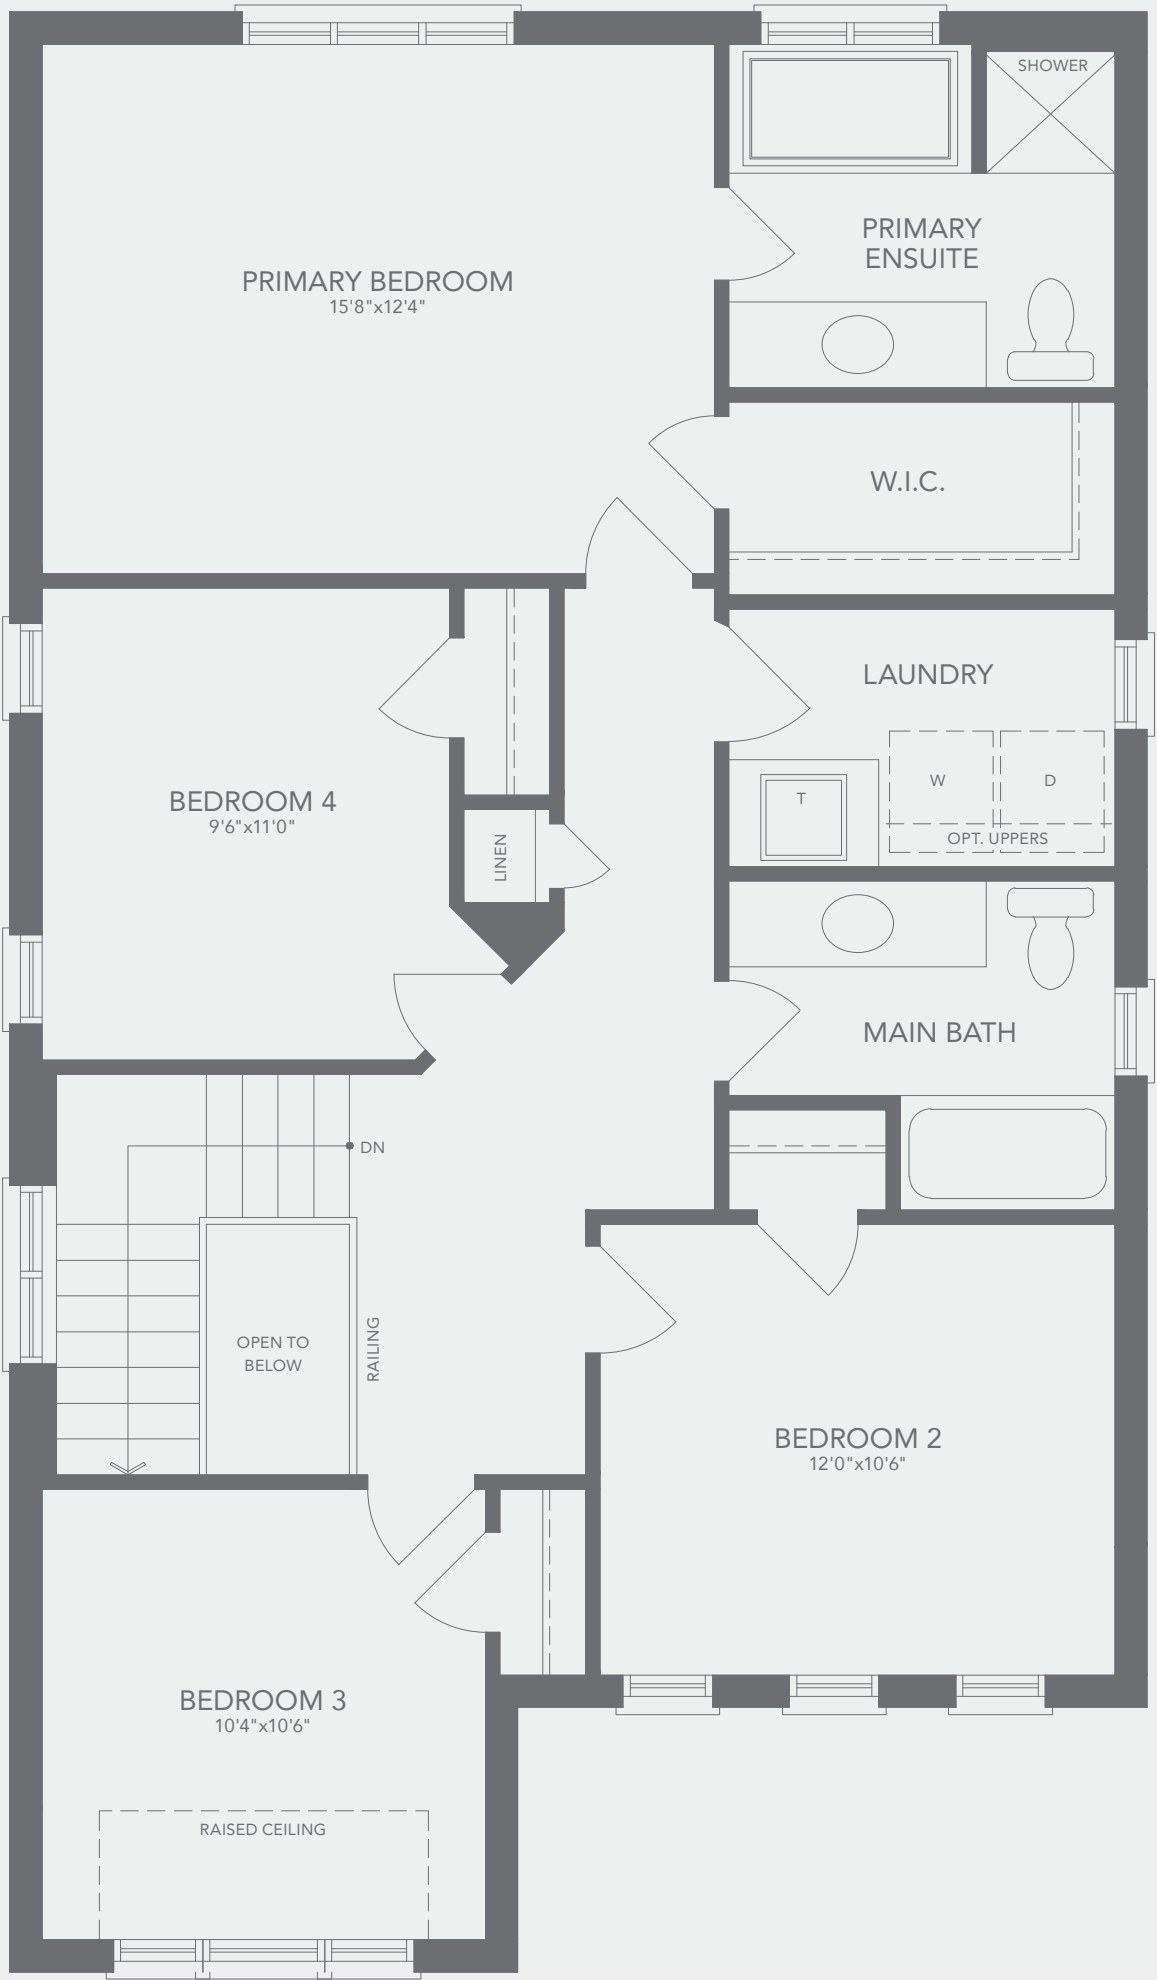 SHOWER
PRIMARY
ENSUITE
PRIMARY BEDROOM
15'8"x12'4"
W.I.C.
LAUNDRY
W
D
T
OPT. UPPERS
BEDROOM 4
9'6"x11'0"
LINEN
MAIN BATH
DN
OPEN TO
BELOW
RAILING
BEDROOM 2
12'0"x10'6"
BEDROOM 3
10'4"x10'6"
RAISED CEILING